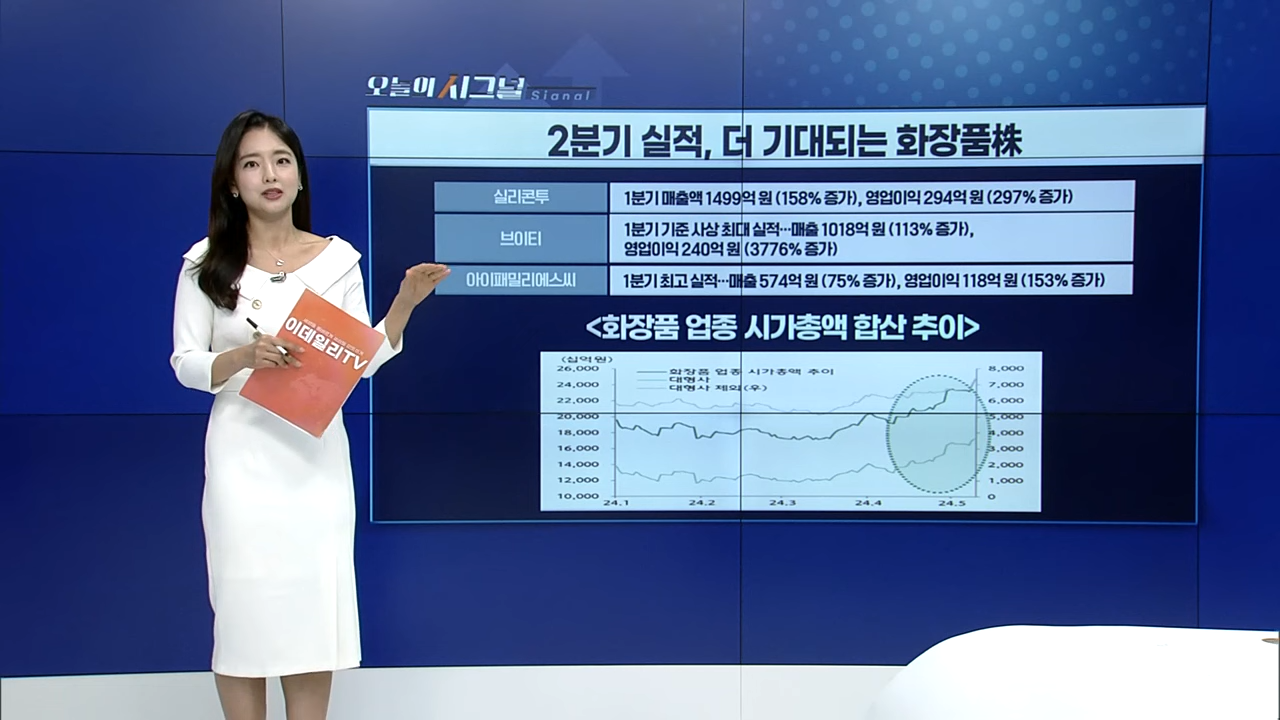 오늘의 시그널
Signal
2분기 실적, 더 기대되는 화장품株
실리콘투
1분기 매출액 1499억 원 (158% 증가), 영업이익 294억 원 (297% 증가)
브이티
1분기 기준 사상 최대 실적…매출 1018억 원 (113% 증가),
영업이익 240억 원 (3776% 증가)
아이패밀리에스씨
1분기 최고 실적…매출 574억 원 (75% 증가), 영업이익 118억 원 (153% 증가)
<화장품 업종 시가총액 합산 추이>
(십억원)
화장품 업종 시가총액 추이
대형사
대형사 제외(우)
26,000
24,000
22,000
20,000
18,000
16,000
14,000
12,000
10,000
8,000
7,000
6,000
5,000
4,000
3,000
2,000
1,000
0
24.1 24.2 24.3 24.4 24.5
이데일리TV